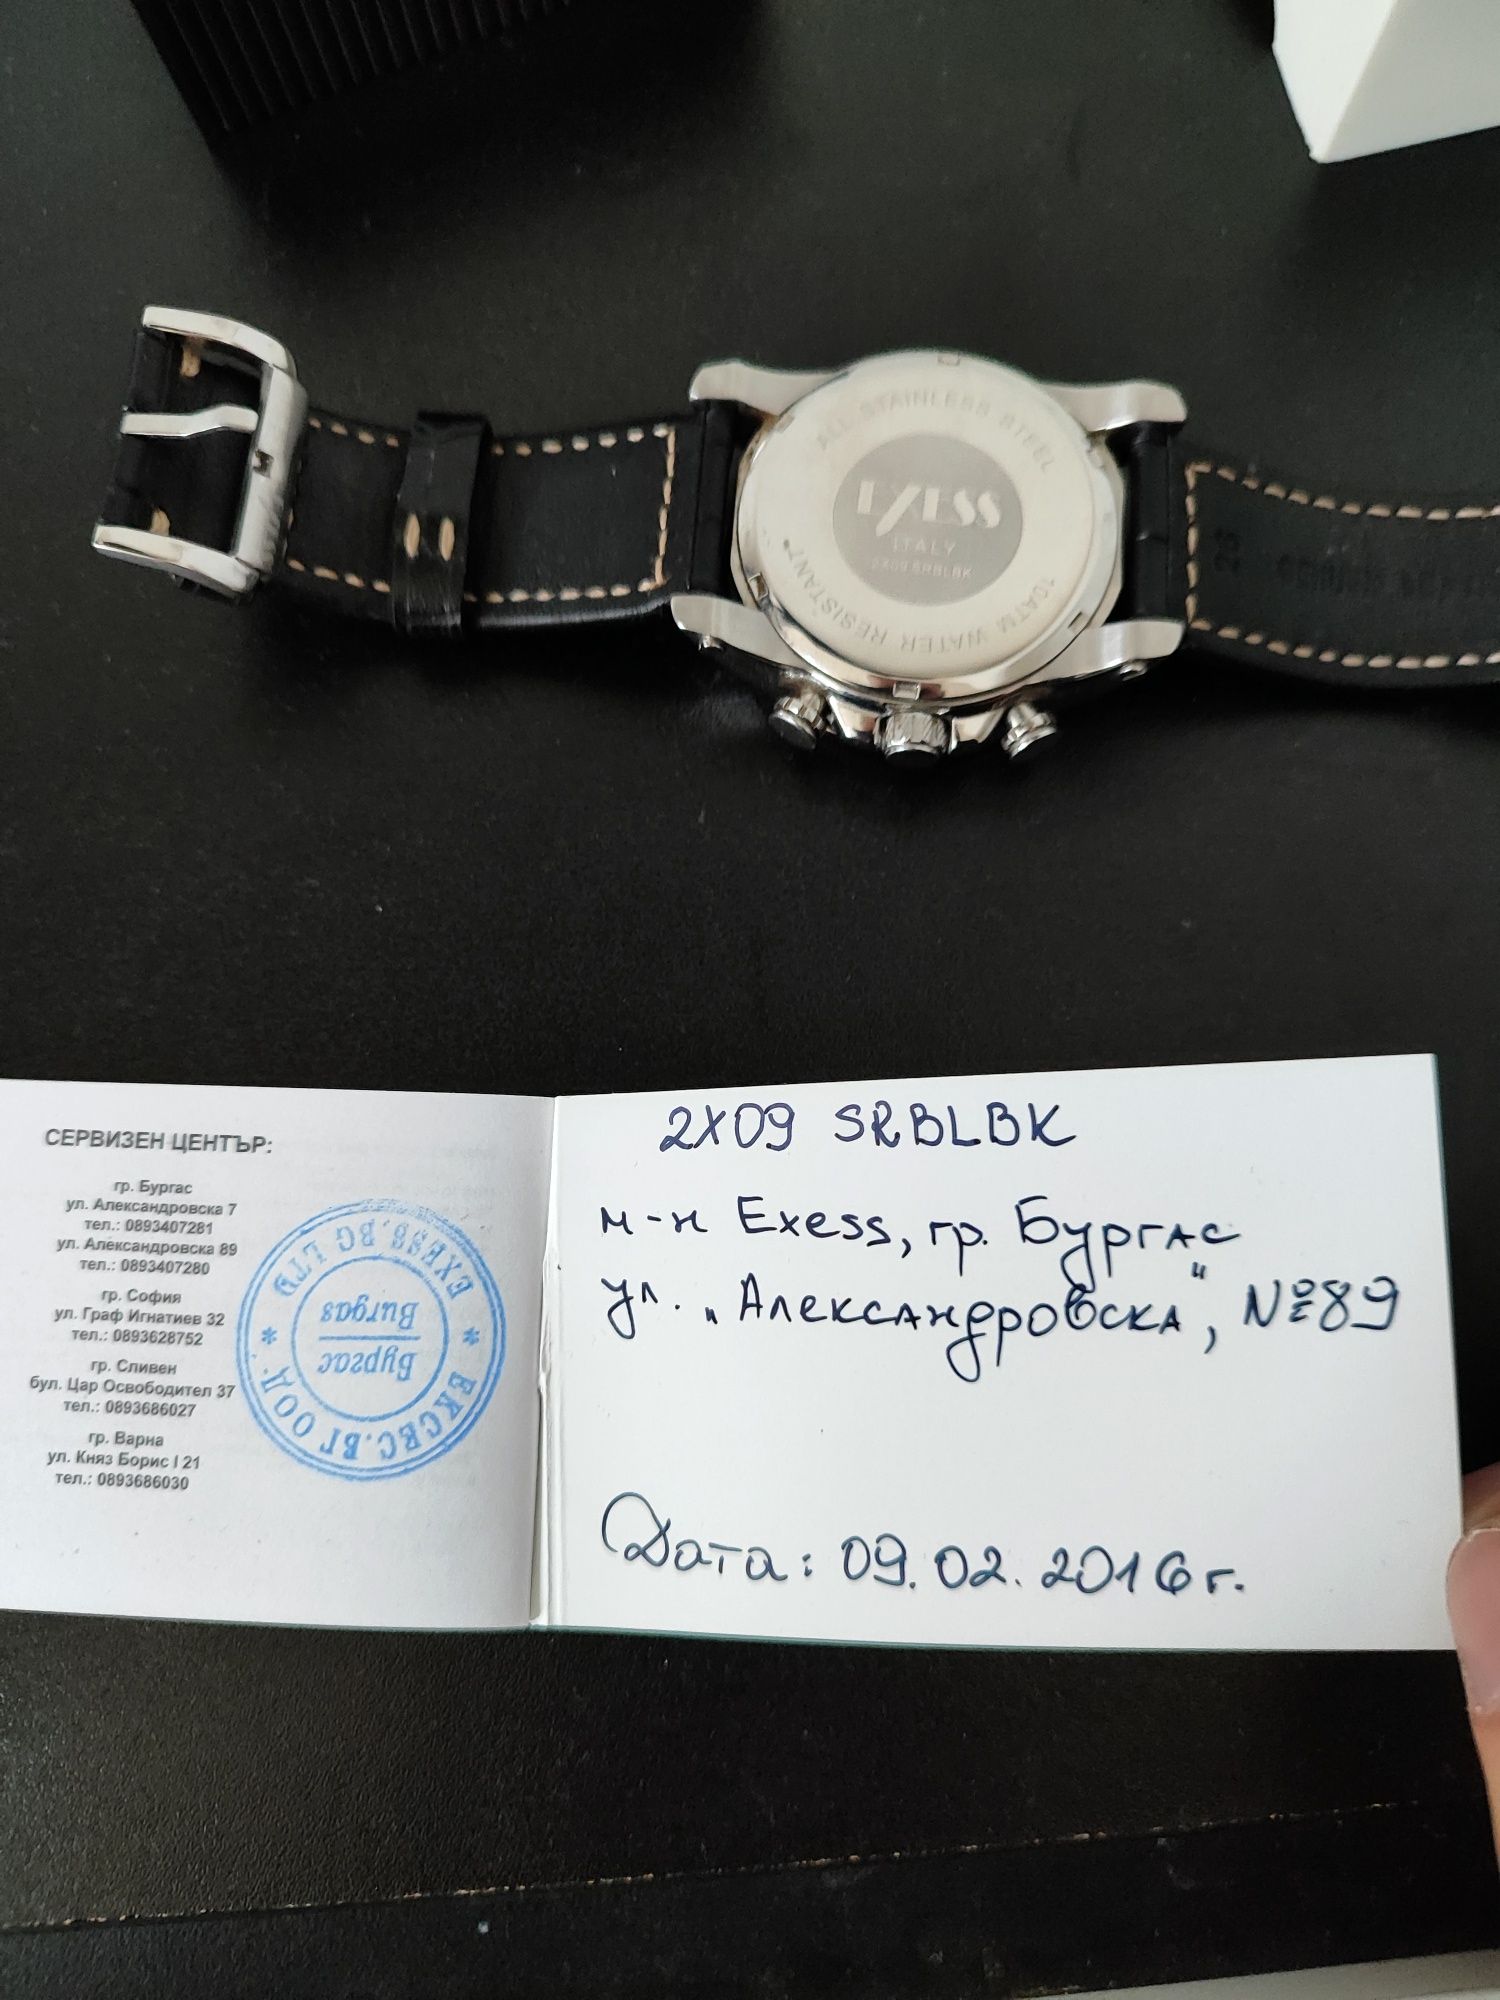 ALL STAINLESS STEEL
EXESS
ITALY
2X09 SRBLBK
10ATM WATER RESISTANT
СЕРВИЗЕН ЦЕНТЪР:
гр. Бургас
ул. Александровска 7
тел.: 0893407281
ул. Александровска 89
тел.: 0893407280
гр. София
ул. Граф Игнатиев 32
тел.: 0893628752
гр. Сливен
бул. Цар Освободител 37
тел.: 0893686027
гр. Варна
ул. Княз Борис I 21
тел.: 0893686030
* ЕКСЕС.БГ ООД. *
EXESS.BG LTD
Бургас
Burgas
2X09 SRBLBK
м-н Exess, гр. Бургас
ул. „Александровска“, №89
Дата: 09.02.2016 г.